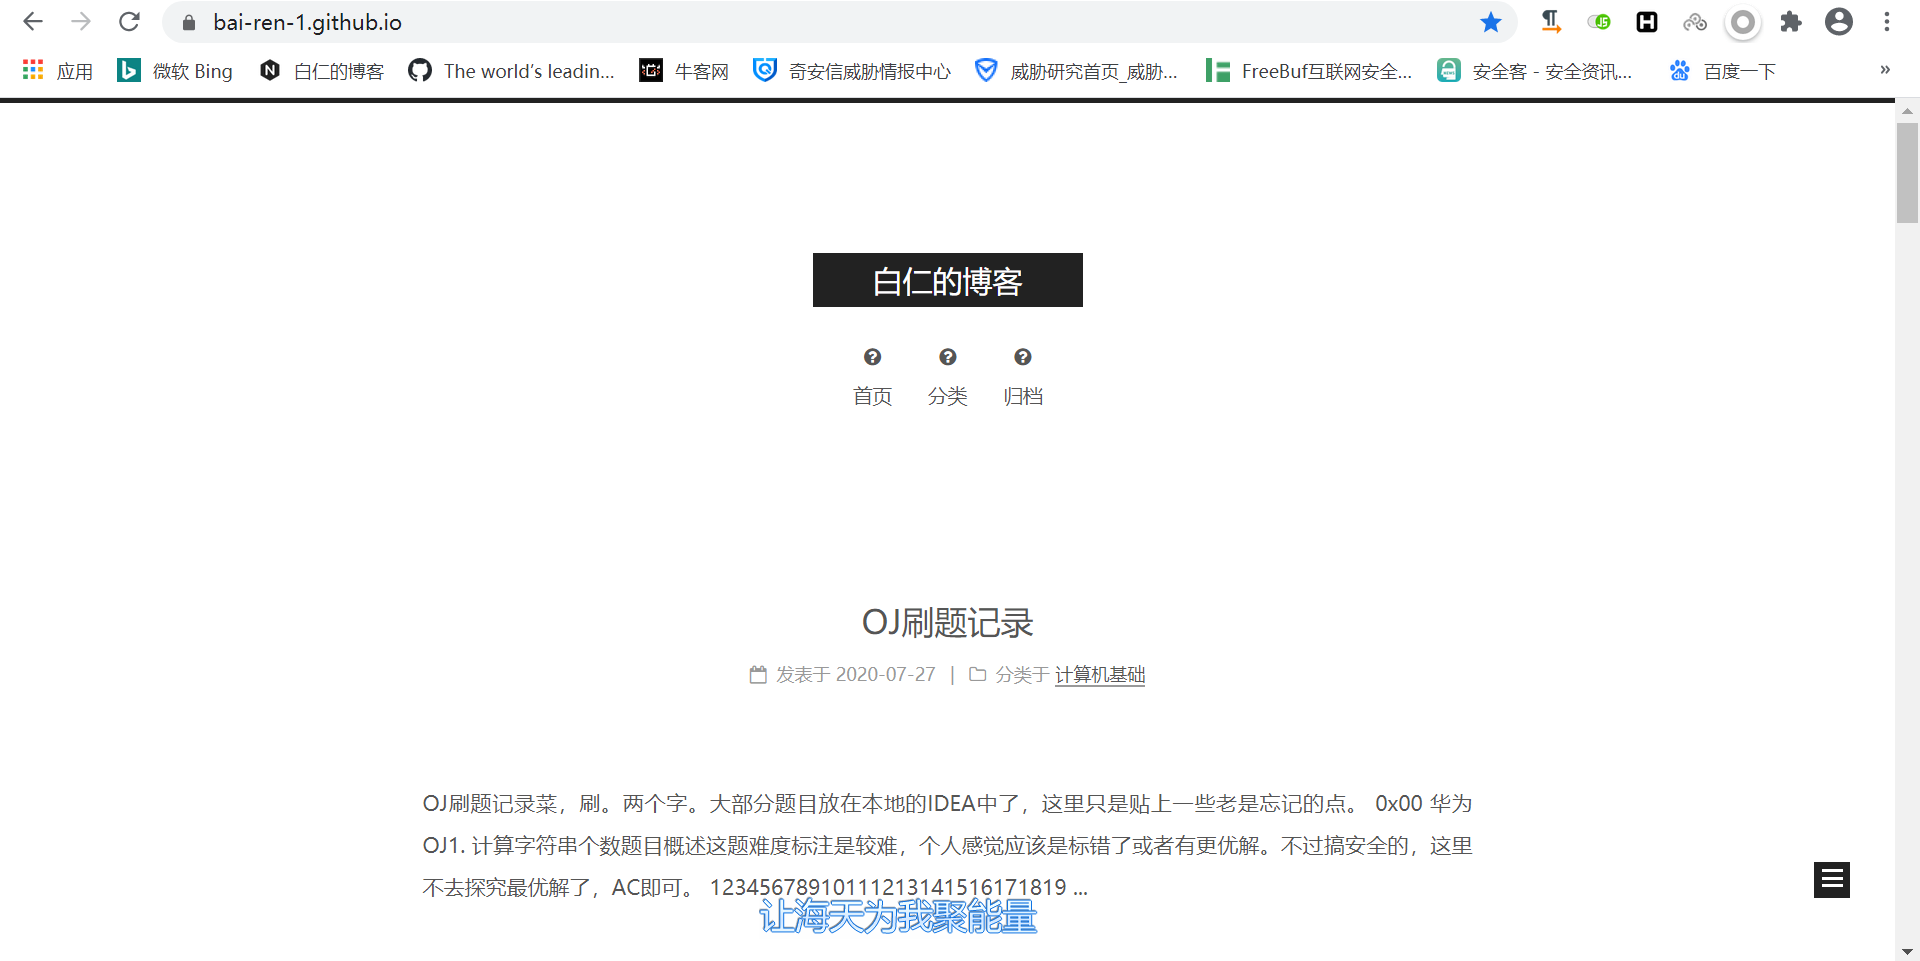 bai-ren-1.github.io
应用 微软 Bing 白仁的博客 The world's leadin... 牛客网 奇安信威胁情报中心 威胁研究首页_威胁... FreeBuf互联网安全... 安全客 - 安全资讯... 百度一下 »
白仁的博客
首页 分类 归档
OJ刷题记录
发表于 2020-07-27 | 分类于 计算机基础
OJ刷题记录菜，刷。两个字。大部分题目放在本地的IDEA中了，这里只是贴上一些老是忘记的点。 0x00 华为
OJ1. 计算字符串个数题目概述这题难度标注是较难，个人感觉应该是标错了或者有更优解。不过搞安全的，这里
不去探究最优解了，AC即可。 12345678910111213141516171819 ...
让海天为我聚能量